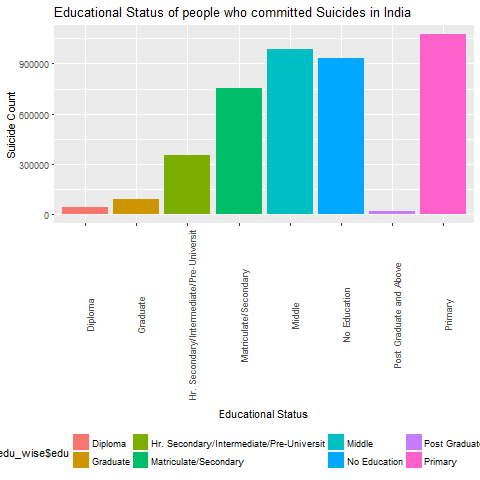 Educational Status of people who committed Suicides in India
Suicide Count
900000
600000
300000
0
Diploma
Graduate
Hr. Secondary/Intermediate/Pre-Universit
Matriculate/Secondary
Middle
No Education
Post Graduate and Above
Primary
Educational Status
edu_wise$edu
Diploma
Hr. Secondary/Intermediate/Pre-Universit
Middle
Post Graduate
Graduate
Matriculate/Secondary
No Education
Primary